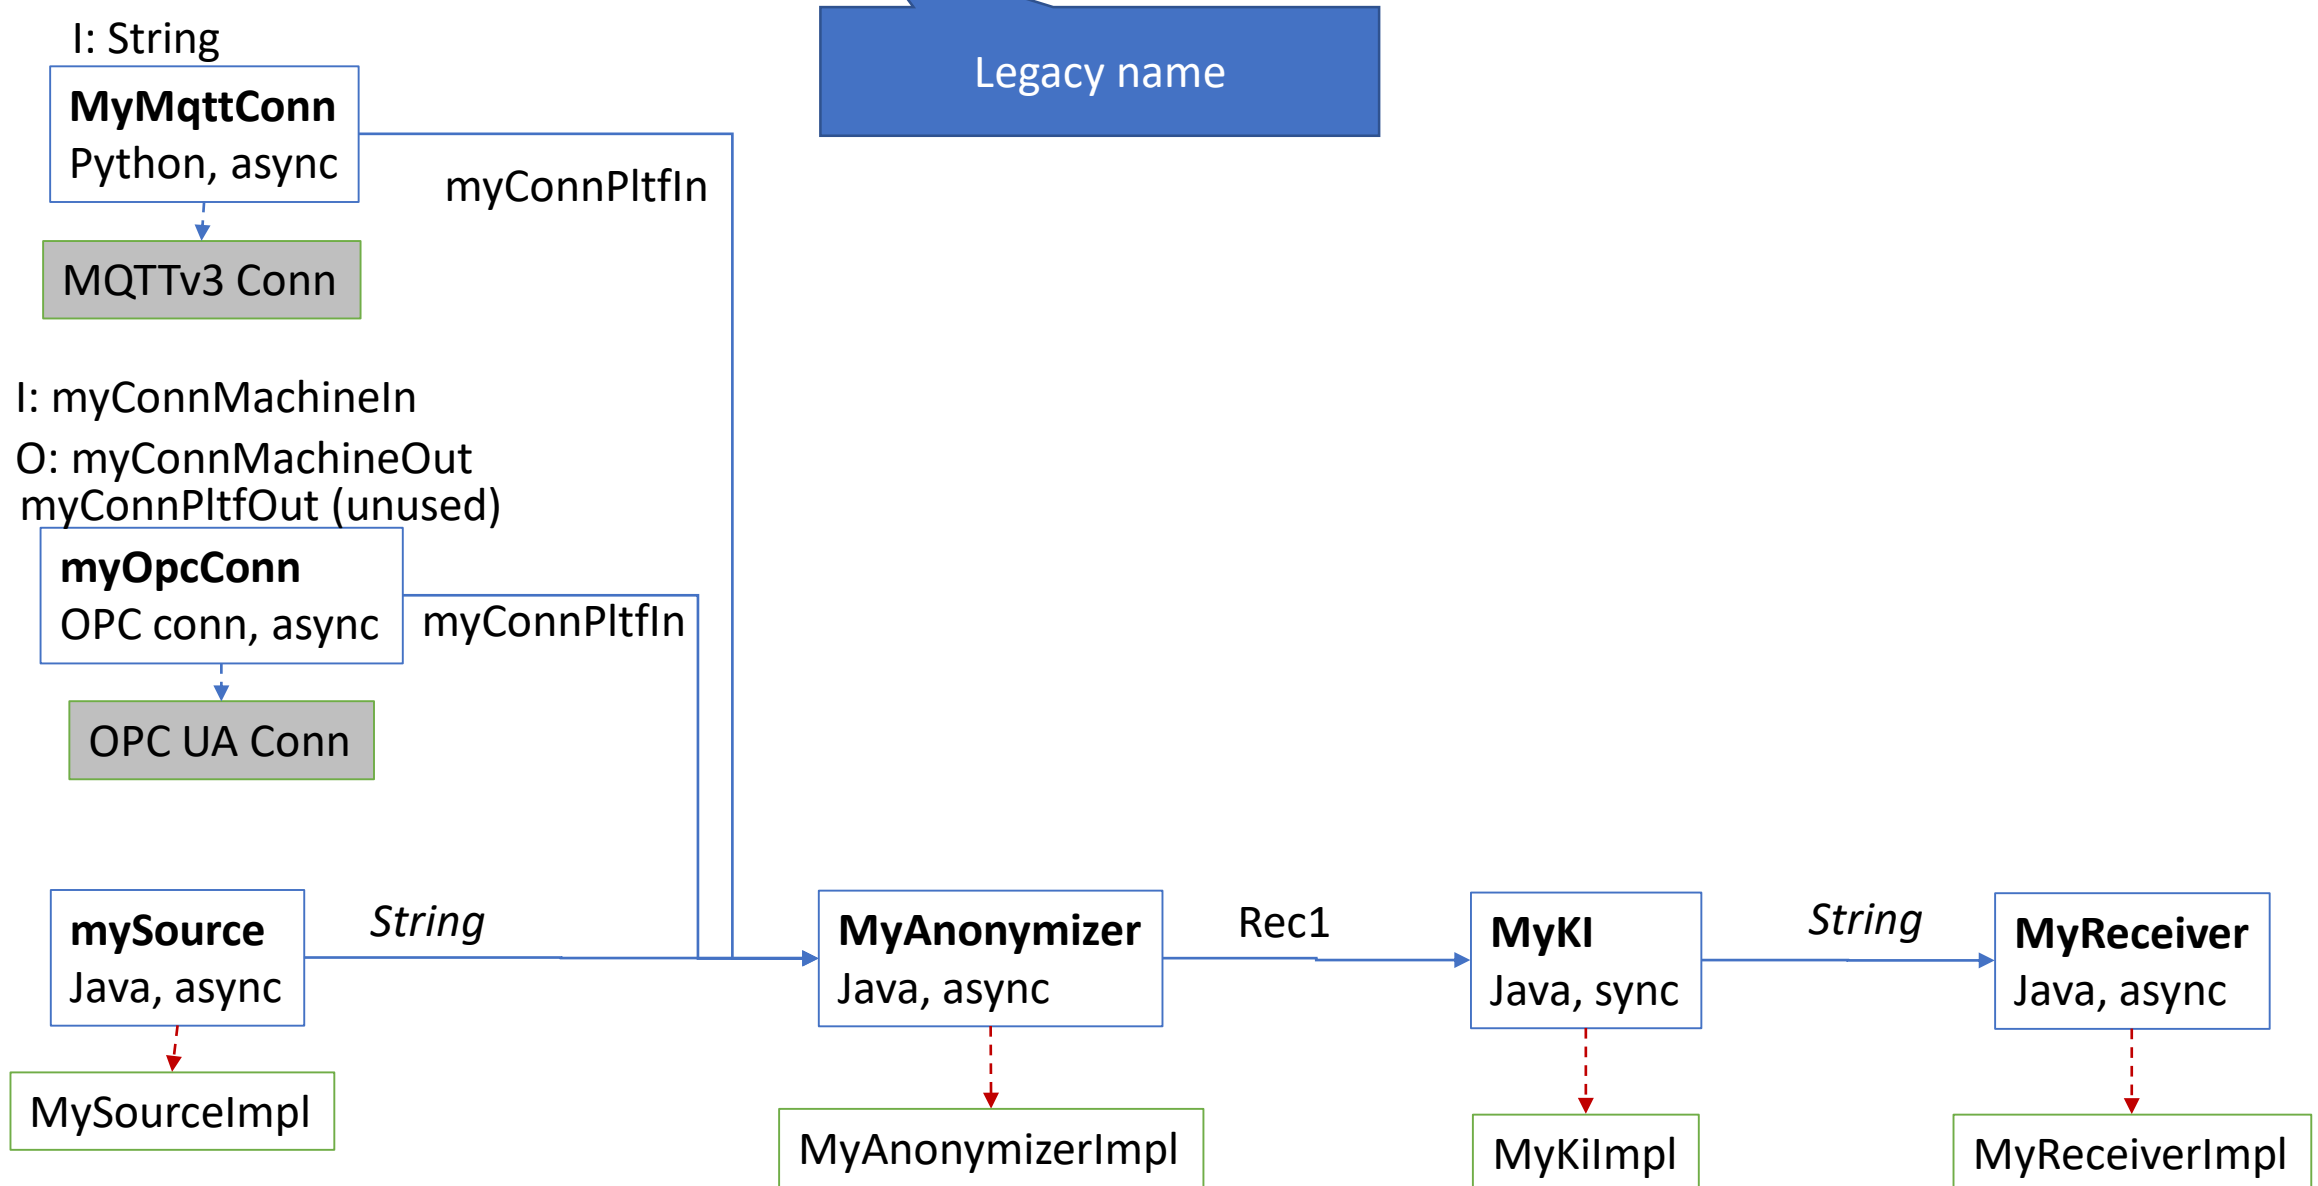 I: String
Legacy name
MyMqttConn
Python, async
myConnPltfIn
MQTTv3 Conn
I: myConnMachineIn
O: myConnMachineOut
myConnPltfOut (unused)
myOpcConn
OPC conn, async
myConnPltfIn
OPC UA Conn
mySource
Java, async
String
MyAnonymizer
Java, async
Rec1
MyKI
Java, sync
String
MyReceiver
Java, async
MySourceImpl
MyAnonymizerImpl
MyKiImpl
MyReceiverImpl